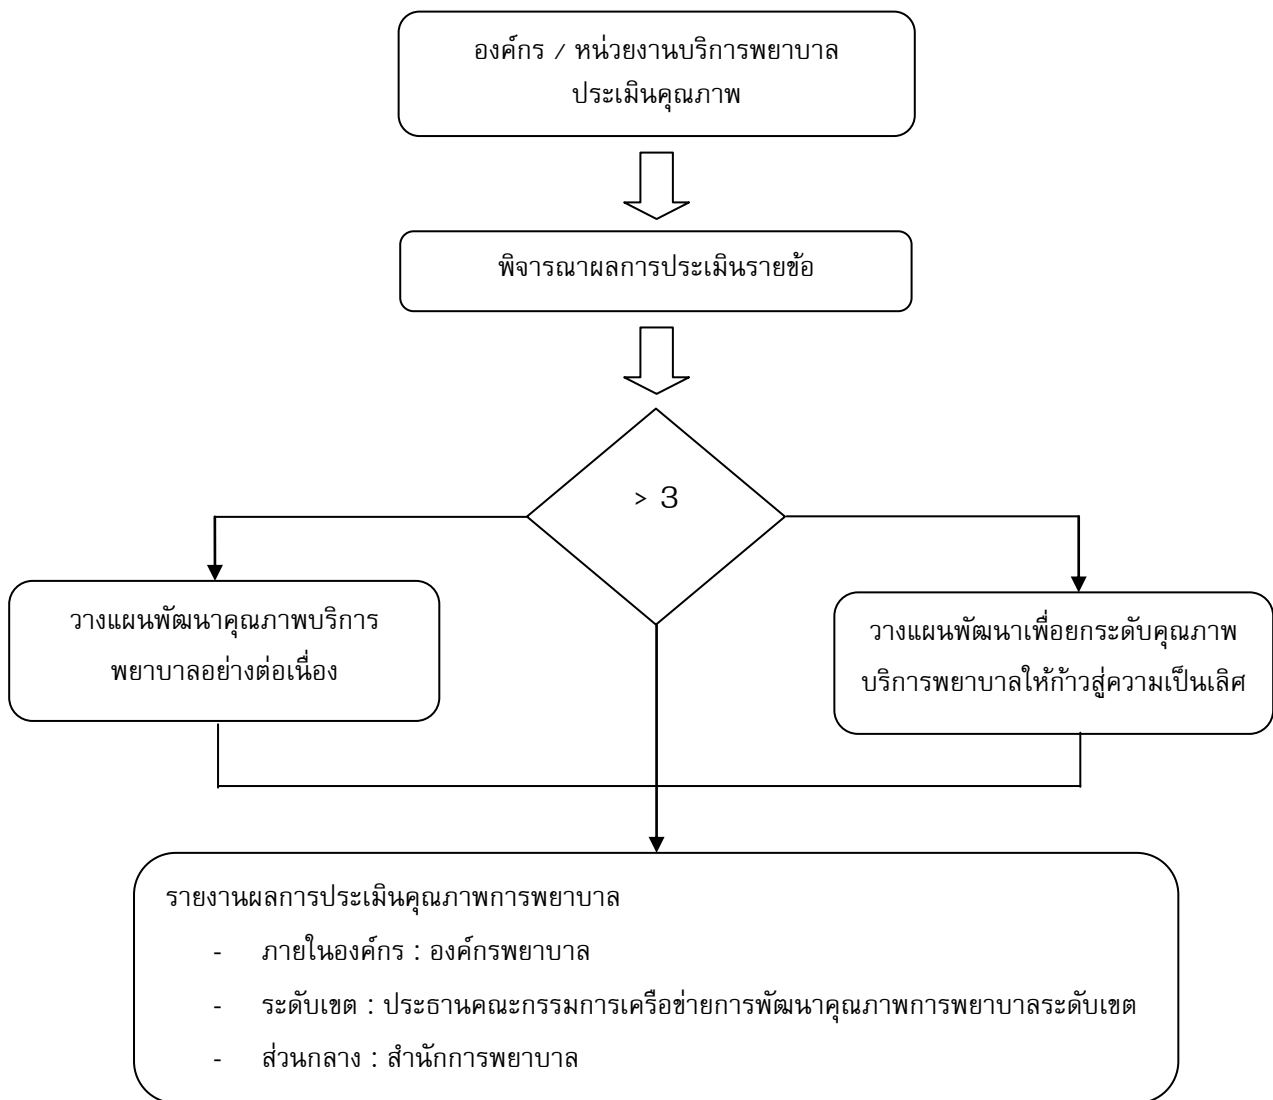 องค์กร / หน่วยงานบริการพยาบาล
ประเมินคุณภาพ
พิจารณาผลการประเมินรายข้อ
> 3
วางแผนพัฒนาคุณภาพบริการ
พยาบาลอย่างต่อเนื่อง
วางแผนพัฒนาเพื่อยกระดับคุณภาพ
บริการพยาบาลให้ก้าวสู่ความเป็นเลิศ
รายงานผลการประเมินคุณภาพการพยาบาล
- ภายในองค์กร : องค์กรพยาบาล
- ระดับเขต : ประธานคณะกรรมการเครือข่ายการพัฒนาคุณภาพการพยาบาลระดับเขต
- ส่วนกลาง : สำนักการพยาบาล